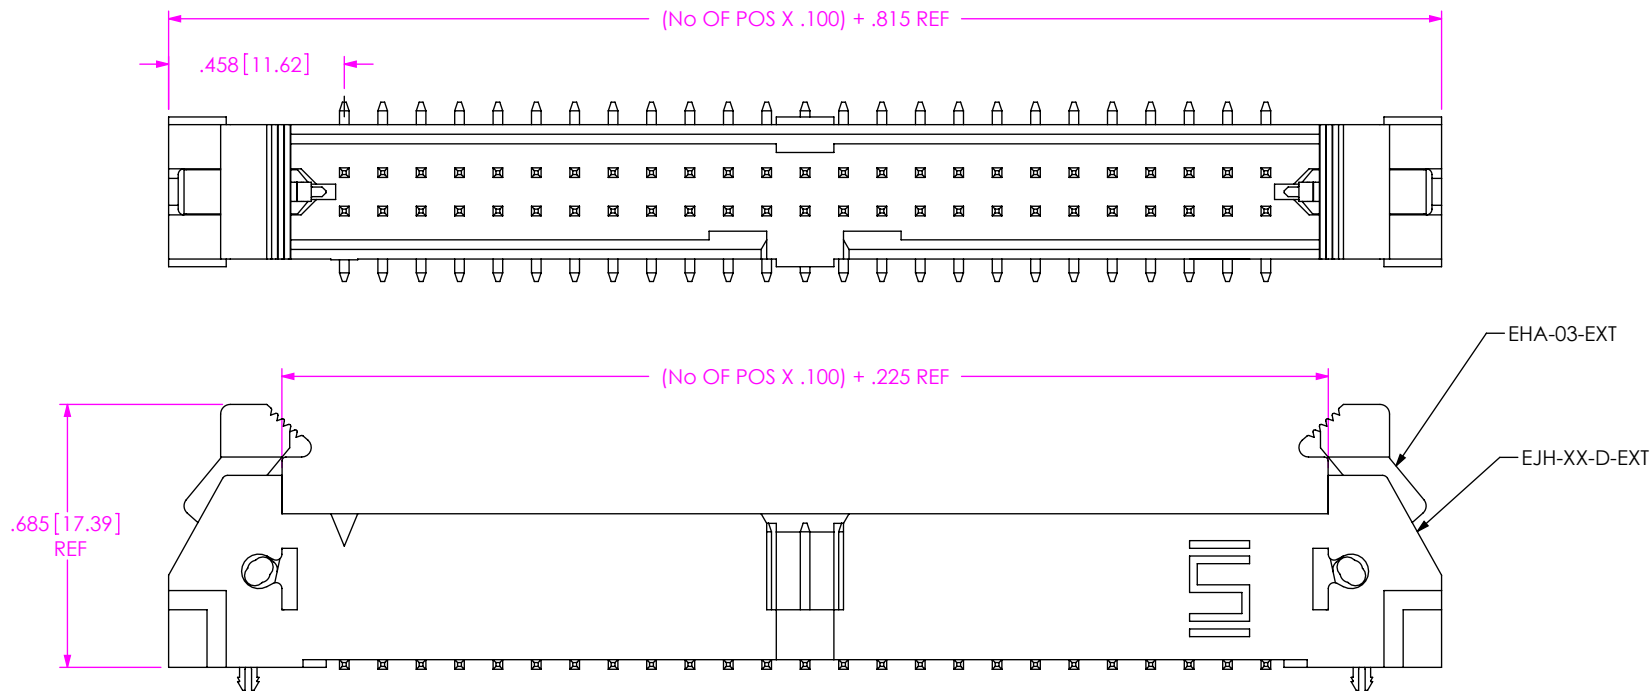 (No OF POS X .100) + .815 REF
.458[11.62]
EHA-03-EXT
(No OF POS X .100) + .225 REF
EJH-XX-D-EXT
.685[17.39]
REF